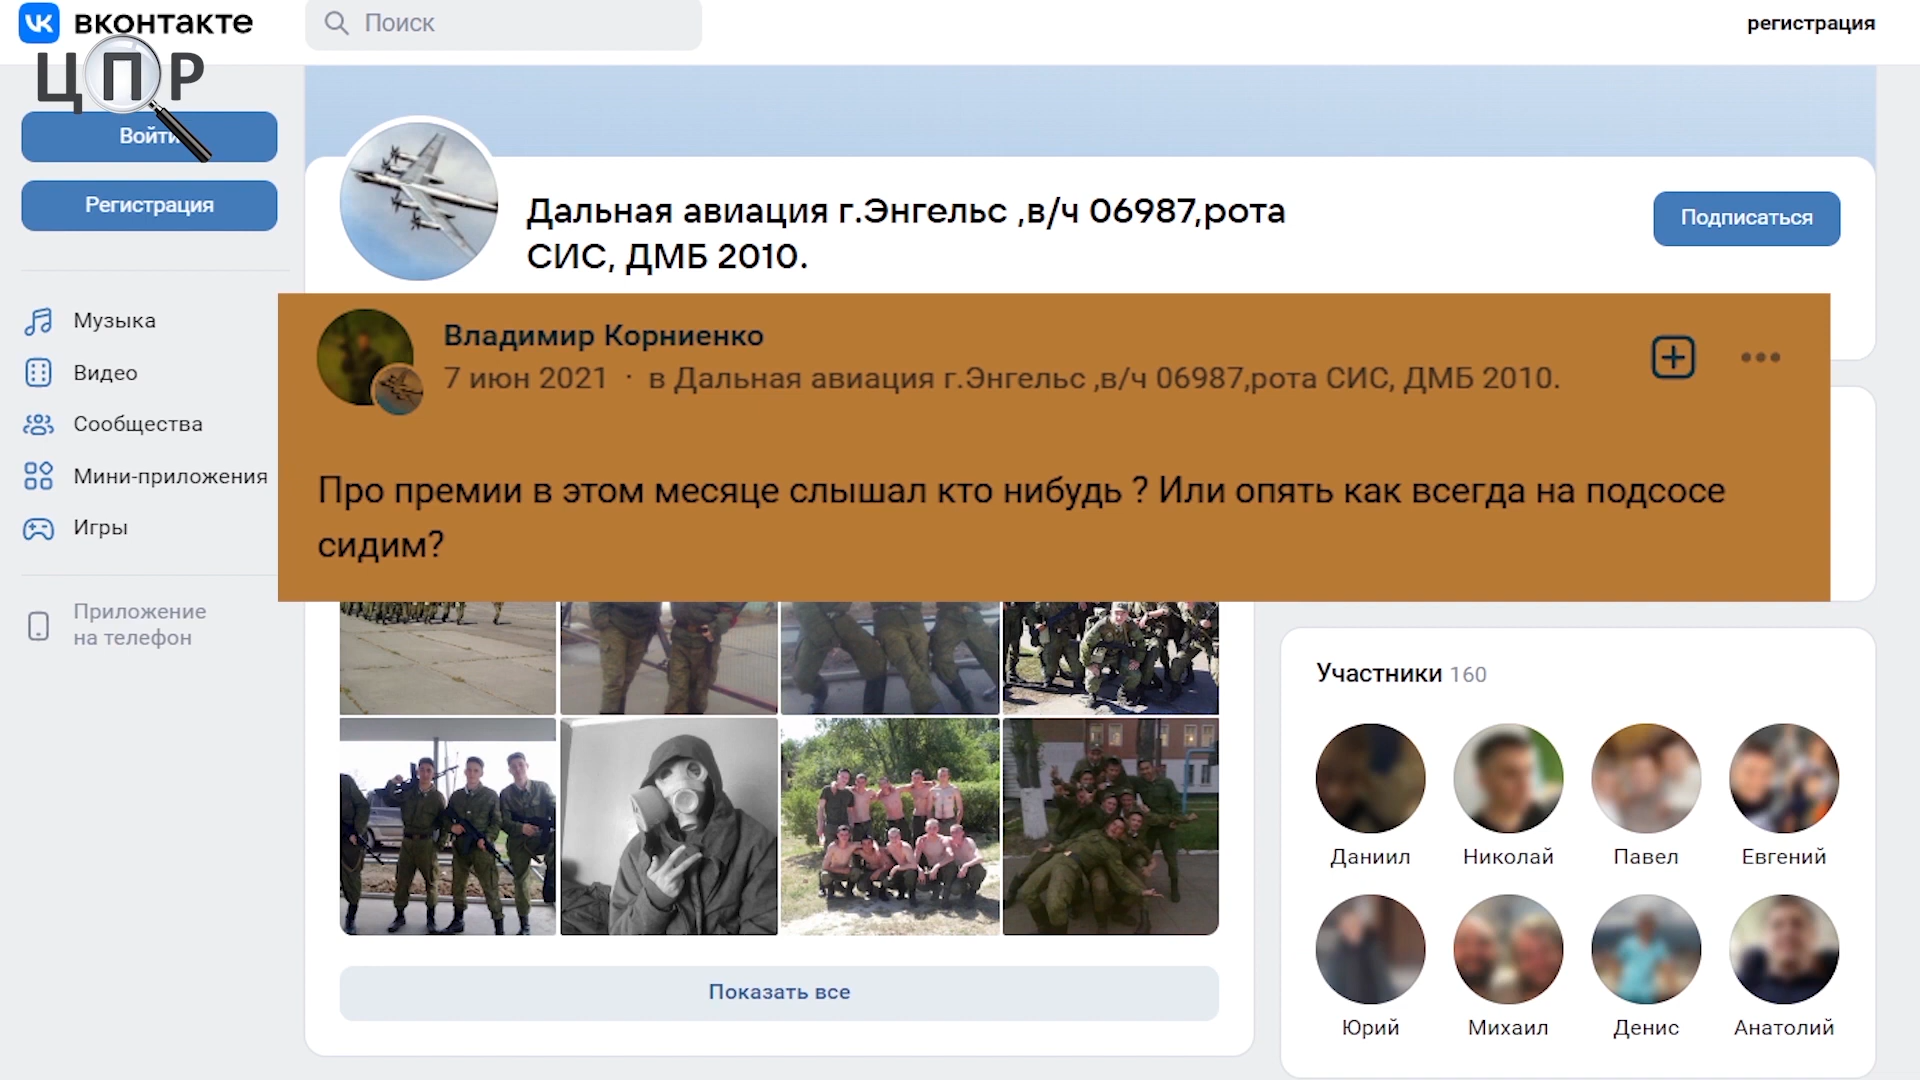 вконтакте
Поиск
регистрация
ЦПР
Войти
Регистрация
Музыка
Видео
Сообщества
Мини-приложения
Игры
Приложение
на телефон
Дальная авиация г.Энгельс ,в/ч 06987,рота
СИС, ДМБ 2010.
Подписаться
Владимир Корниенко
7 июн 2021 · в Дальная авиация г.Энгельс ,в/ч 06987,рота СИС, ДМБ 2010.
Про премии в этом месяце слышал кто нибудь ? Или опять как всегда на подсосе
сидим?
Показать все
Участники 160
Даниил
Николай
Павел
Евгений
Юрий
Михаил
Денис
Анатолий